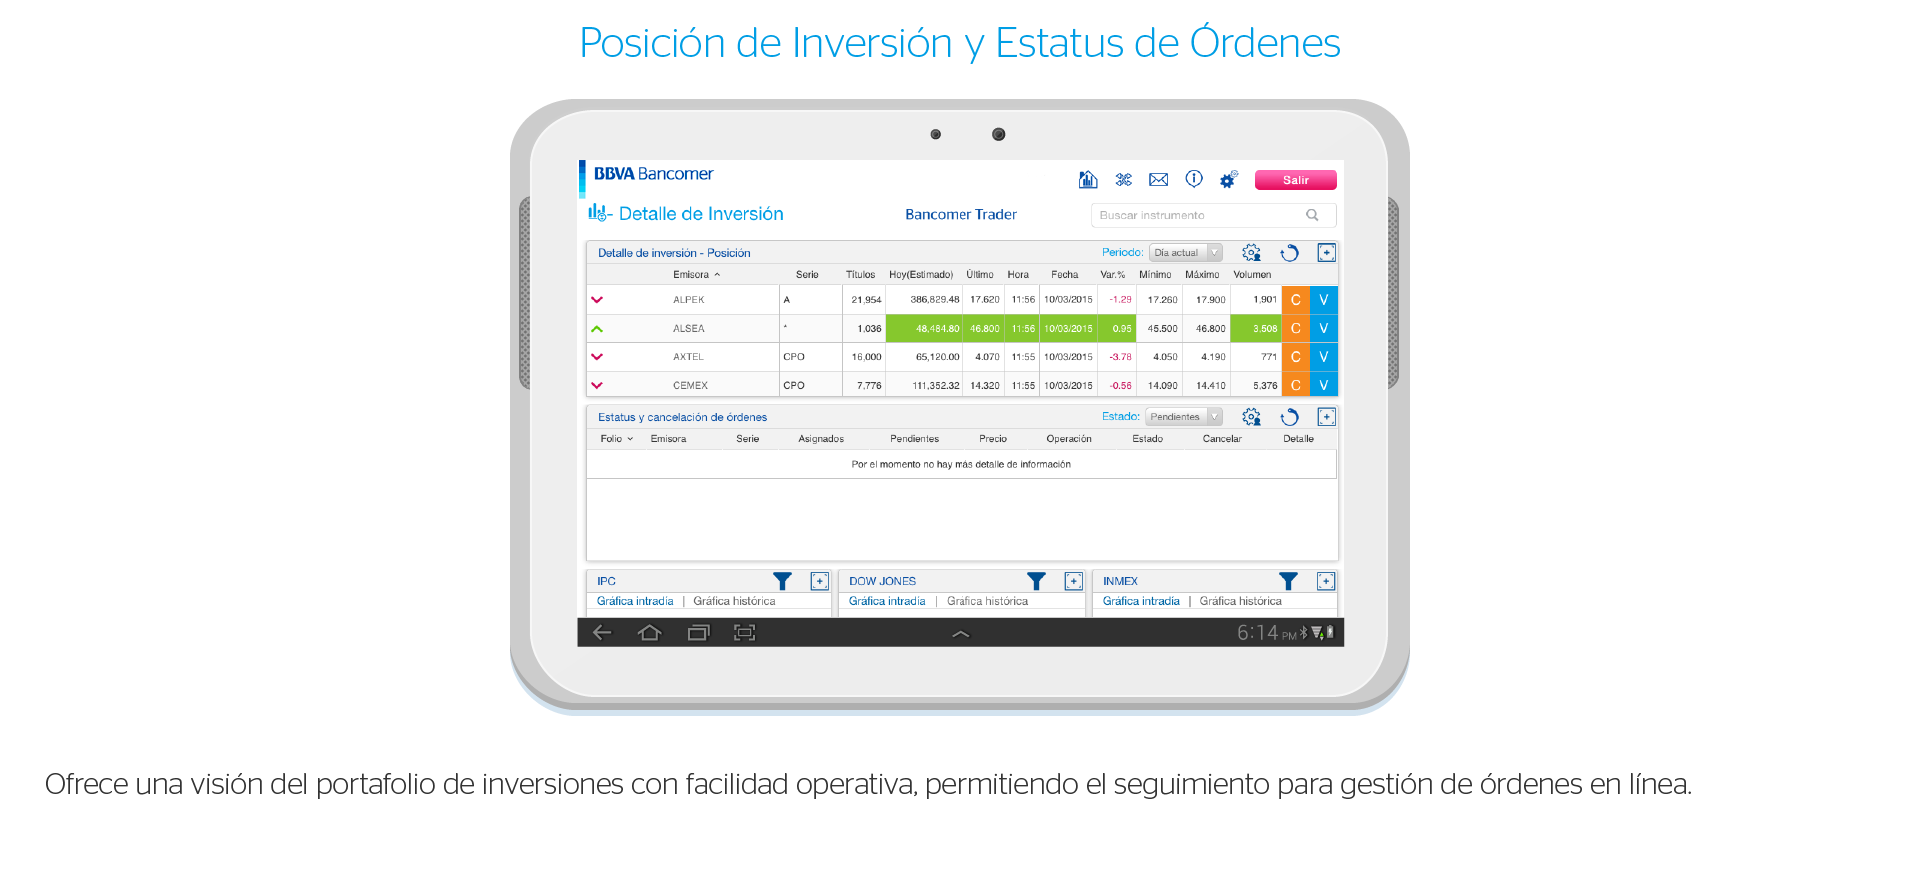 Posición de Inversión y Estatus de Órdenes
BBVA Bancomer
Salir
- Detalle de Inversión
Bancomer Trader
Buscar instrumento
Detalle de inversión - Posición
Periodo: Día actual
Emisora Serie Títulos Hoy(Estimado) Último Hora Fecha Var.% Mínimo Máximo Volumen
ALPEK A 21,954 386,829.48 17.620 11:56 10/03/2015 -1.29 17.260 17.900 1,901 C V
ALSEA * 1,036 48,484.80 46.800 11:56 10/03/2015 0.95 45.500 46.800 3,508 C V
AXTEL CPO 16,000 65,120.00 4.070 11:55 10/03/2015 -3.78 4.050 4.190 771 C V
CEMEX CPO 7,776 111,352.32 14.320 11:55 10/03/2015 -0.56 14.090 14.410 5,376 C V
Estatus y cancelación de órdenes
Estado: Pendientes
Folio Emisora Serie Asignados Pendientes Precio Operación Estado Cancelar Detalle
Por el momento no hay más detalle de información
IPC
DOW JONES
INMEX
Gráfica intradía | Gráfica histórica
Gráfica intradía | Grafica histórica
Gráfica intradía | Gráfica histórica
6:14 PM
Ofrece una visión del portafolio de inversiones con facilidad operativa, permitiendo el seguimiento para gestión de órdenes en línea.